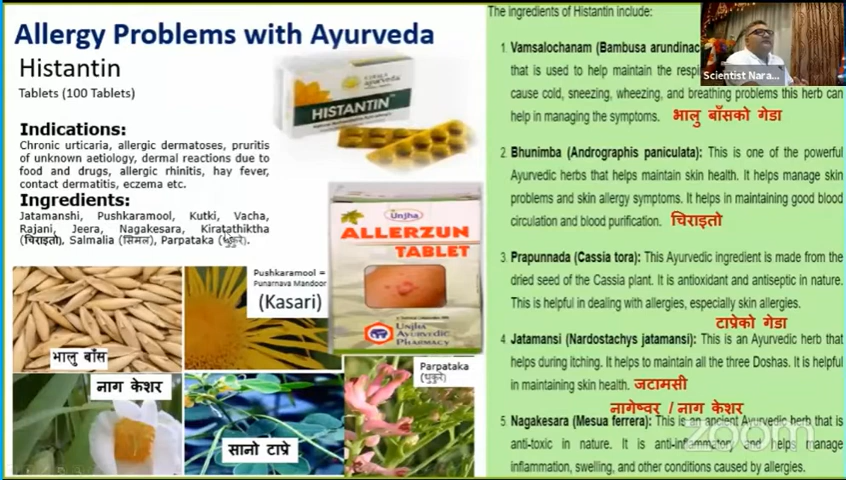 Allergy Problems with Ayurveda
Histantin
Tablets (100 Tablets)
Indications:
Chronic urticaria, allergic dermatoses, pruritis
of unknown aetiology, dermal reactions due to
food and drugs, allergic rhinitis, hay fever,
contact dermatitis, eczema etc.
Ingredients:
Jatamanshi, Pushkaramool, Kutki, Vacha,
Rajani, Jeera, Nagakesara, Kiratathiktha
(चिराइतो), Salmalia (सिमल), Parpataka
HISTANTIN
Unjha
ALLERZUN
TABLET
UNJHA
AYURVEDIC
PHARMACY
भालु बाँस
Pushkaramool =
Punarnava Mandoor
(Kasari)
नाग केशर
सानो टाप्रे
Parpataka
The ingredients of Histantin include:
1. Vamsalochanam (Bambusa arundinac
that is used to help maintain the respi
cause cold, sneezing, wheezing, and breathing problems this herb can
help in managing the symptoms. भालु बाँसको गेडा
2. Bhunimba (Andrographis paniculata): This is one of the powerful
Ayurvedic herbs that helps maintain skin health. It helps manage skin
problems and skin allergy symptoms. It helps in maintaining good blood
circulation and blood purification. चिराइतो
3. Prapunnada (Cassia tora): This Ayurvedic ingredient is made from the
dried seed of the Cassia plant. It is antioxidant and antiseptic in nature.
This is helpful in dealing with allergies, especially skin allergies.
टाप्रेको गेडा
4. Jatamansi (Nardostachys jatamansi): This is an Ayurvedic herb that
helps during itching. It helps to maintain all the three Doshas. It is helpful
in maintaining skin health. जटामसी
नागेष्वर / नाग केशर
5. Nagakesara (Mesua ferrera): This is an ancient Ayurvedic herb that is
anti-toxic in nature. It is anti-inflammatory and helps manage
inflammation, swelling, and other conditions caused by allergies.
Scientist Nara...
zoom